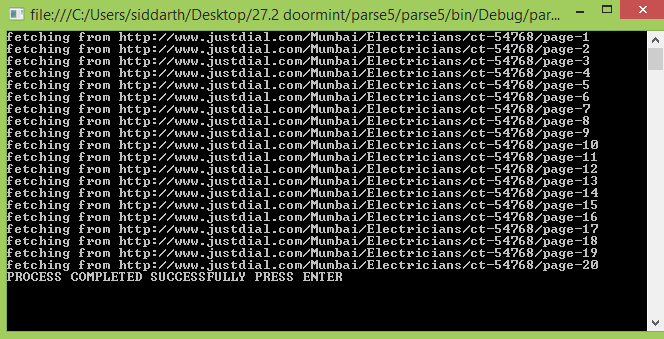 file:///C:/Users/siddarth/Desktop/27.2 doormint/parse5/parse5/bin/Debug/par...
fetching from http://www.justdial.com/Mumbai/Electricians/ct-54768/page-1
fetching from http://www.justdial.com/Mumbai/Electricians/ct-54768/page-2
fetching from http://www.justdial.com/Mumbai/Electricians/ct-54768/page-3
fetching from http://www.justdial.com/Mumbai/Electricians/ct-54768/page-4
fetching from http://www.justdial.com/Mumbai/Electricians/ct-54768/page-5
fetching from http://www.justdial.com/Mumbai/Electricians/ct-54768/page-6
fetching from http://www.justdial.com/Mumbai/Electricians/ct-54768/page-7
fetching from http://www.justdial.com/Mumbai/Electricians/ct-54768/page-8
fetching from http://www.justdial.com/Mumbai/Electricians/ct-54768/page-9
fetching from http://www.justdial.com/Mumbai/Electricians/ct-54768/page-10
fetching from http://www.justdial.com/Mumbai/Electricians/ct-54768/page-11
fetching from http://www.justdial.com/Mumbai/Electricians/ct-54768/page-12
fetching from http://www.justdial.com/Mumbai/Electricians/ct-54768/page-13
fetching from http://www.justdial.com/Mumbai/Electricians/ct-54768/page-14
fetching from http://www.justdial.com/Mumbai/Electricians/ct-54768/page-15
fetching from http://www.justdial.com/Mumbai/Electricians/ct-54768/page-16
fetching from http://www.justdial.com/Mumbai/Electricians/ct-54768/page-17
fetching from http://www.justdial.com/Mumbai/Electricians/ct-54768/page-18
fetching from http://www.justdial.com/Mumbai/Electricians/ct-54768/page-19
fetching from http://www.justdial.com/Mumbai/Electricians/ct-54768/page-20
PROCESS COMPLETED SUCCESSFULLY PRESS ENTER